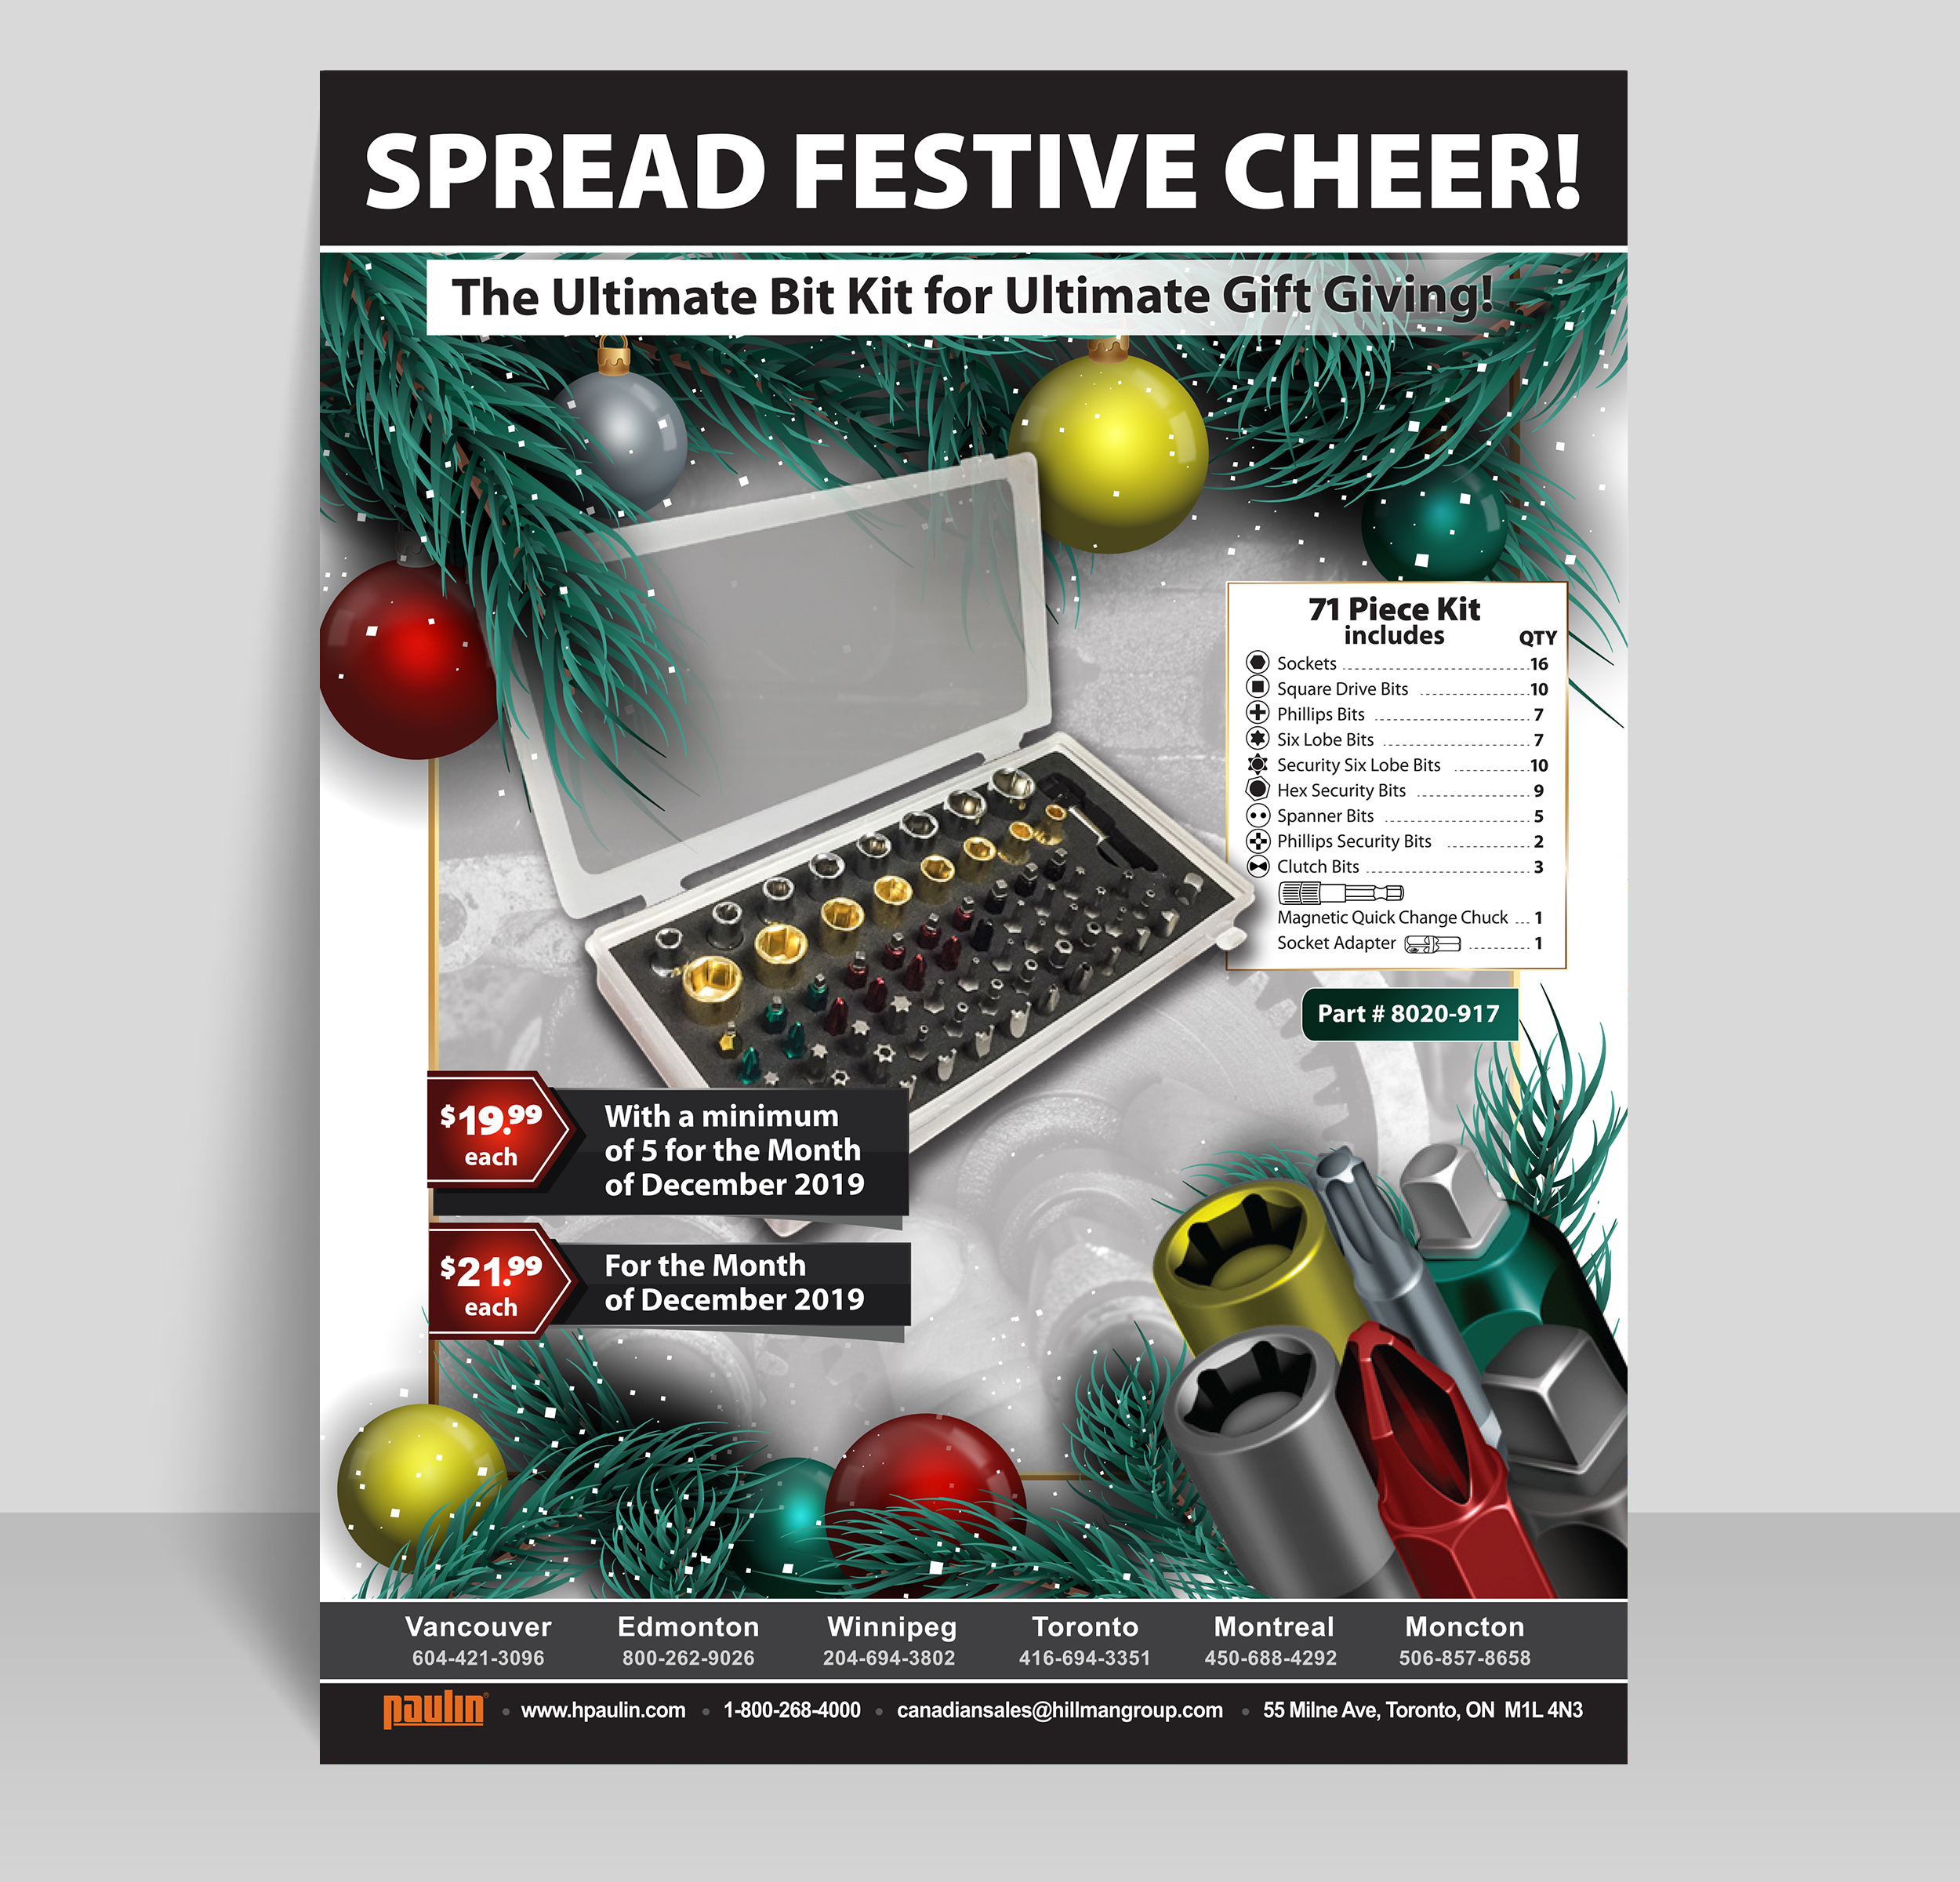 SPREAD FESTIVE CHEER!
The Ultimate Bit Kit for Ultimate Gift Giving!
71 Piece Kit
includes QTY
Sockets 16
Square Drive Bits 10
Phillips Bits 7
Six Lobe Bits 7
Security Six Lobe Bits 10
Hex Security Bits 9
Spanner Bits 5
Phillips Security Bits 2
Clutch Bits 3
Magnetic Quick Change Chuck 1
Socket Adapter 1
Part # 8020-917
$19.99
each
With a minimum
of 5 for the Month
of December 2019
$21.99
each
For the Month
of December 2019
Vancouver Edmonton Winnipeg Toronto Montreal Moncton
604-421-3096 800-262-9026 204-694-3802 416-694-3351 450-688-4292 506-857-8658
paulin® • www.hpaulin.com • 1-800-268-4000 • canadiansales@hillmangroup.com • 55 Milne Ave, Toronto, ON M1L 4N3